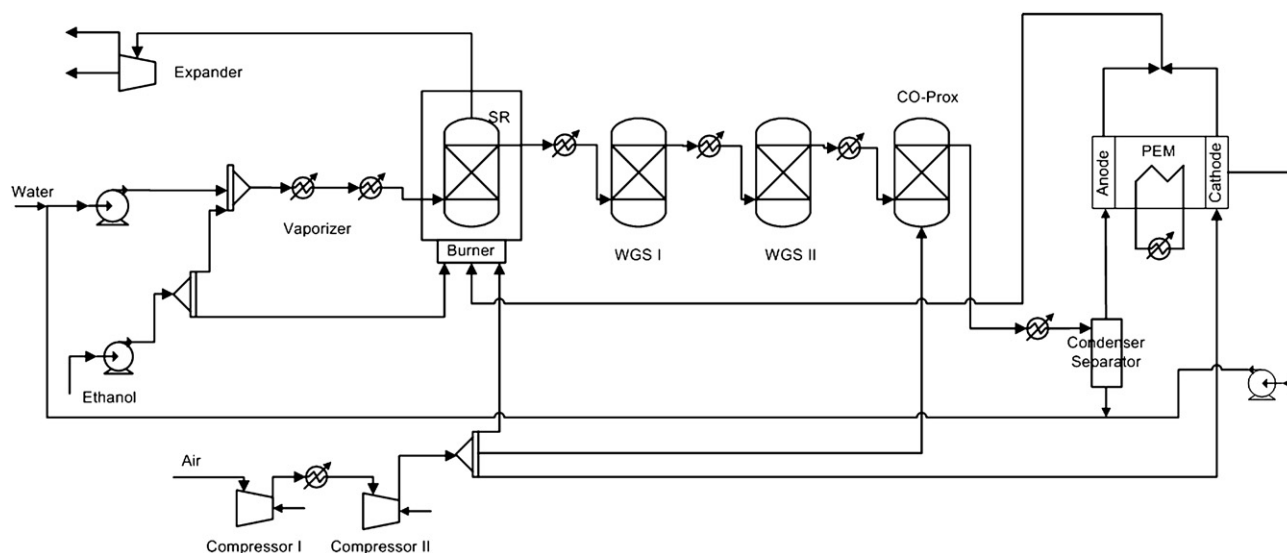 Expander
SR
CO-Prox
Water
Vaporizer
Burner
WGS I
WGS II
Anode
PEM
Cathode
Condenser
Separator
Ethanol
Air
Compressor I
Compressor II